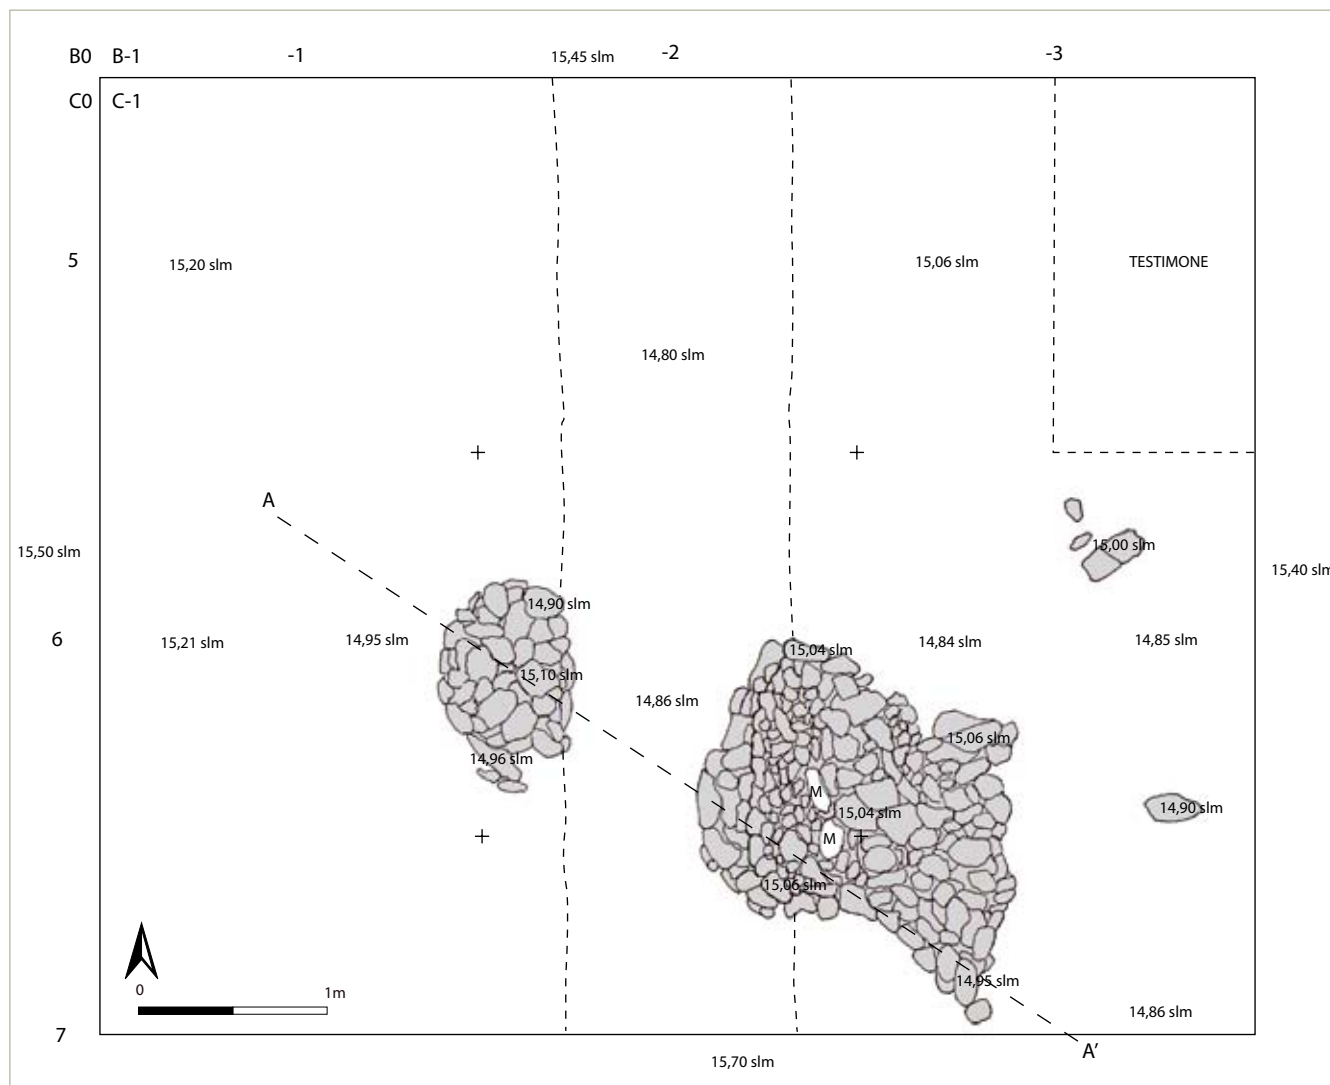 B0 B-1 -1 15,45 slm -2 -3
C0 C-1
5 15,20 slm 15,06 slm TESTIMONE
14,80 slm
A
15,50 slm 15,00 slm 15,40 slm
14,90 slm
6 15,21 slm 14,95 slm 15,04 slm 14,84 slm 14,85 slm
15,10 slm
14,86 slm
14,96 slm 15,06 slm
M 15,04 slm 14,90 slm
M
15,06 slm
0 1m 14,95 slm
14,86 slm
7 A’
15,70 slm